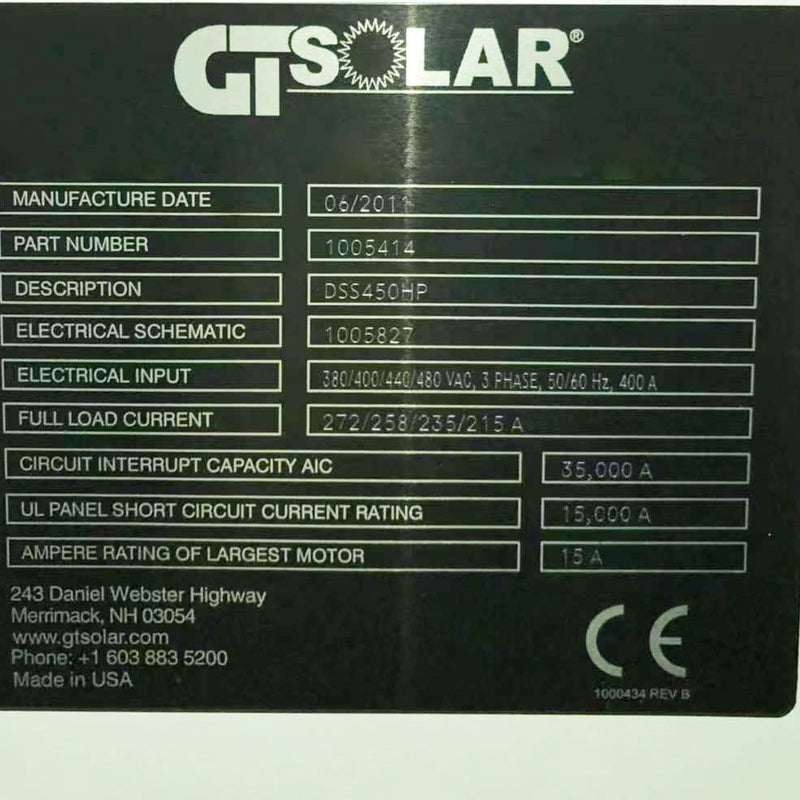 GT SOLAR®
MANUFACTURE DATE 06/2011
PART NUMBER 1005414
DESCRIPTION DSS450HP
ELECTRICAL SCHEMATIC 1005827
ELECTRICAL INPUT 380/400/440/480 VAC, 3 PHASE, 50/60 Hz, 400 A
FULL LOAD CURRENT 272/258/235/215 A
CIRCUIT INTERRUPT CAPACITY AIC 35,000 A
UL PANEL SHORT CIRCUIT CURRENT RATING 15,000 A
AMPERE RATING OF LARGEST MOTOR 15 A
243 Daniel Webster Highway
Merrimack, NH 03054
www.gtsolar.com
Phone: +1 603 883 5200
Made in USA
CE
1000434 REV B